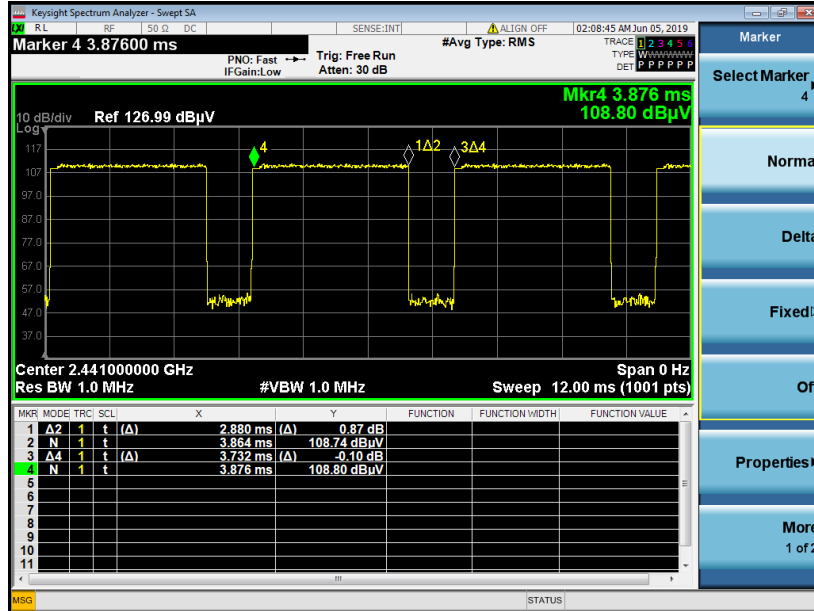 Keysight Spectrum Analyzer - Swept SA
LXI RL RF 50 Ω DC SENSE:INT ALIGN OFF 02:08:45 AM Jun 05, 2019
Marker 4 3.87600 ms
PNO: Fast
IFGain:Low
Trig: Free Run
Atten: 30 dB
#Avg Type: RMS
TRACE 1 2 3 4 5 6
TYPE WWWWWW
DET P P P P P P
Mkr4 3.876 ms
108.80 dBµV
10 dB/div Ref 126.99 dBµV
Log
117
107
97.0
87.0
77.0
67.0
57.0
47.0
37.0
4
1Δ2
3Δ4
Center 2.441000000 GHz Span 0 Hz
Res BW 1.0 MHz #VBW 1.0 MHz Sweep 12.00 ms (1001 pts)
MKR MODE TRC SCL X Y FUNCTION FUNCTION WIDTH FUNCTION VALUE
1 Δ2 1 t (Δ) 2.880 ms (Δ) 0.87 dB
2 N 1 t 3.864 ms 108.74 dBµV
3 Δ4 1 t (Δ) 3.732 ms (Δ) -0.10 dB
4 N 1 t 3.876 ms 108.80 dBµV
5
6
7
8
9
10
11
MSG STATUS
Marker
Select Marker
4
Norma
Delta
Fixed
Of
Properties
More
1 of 2